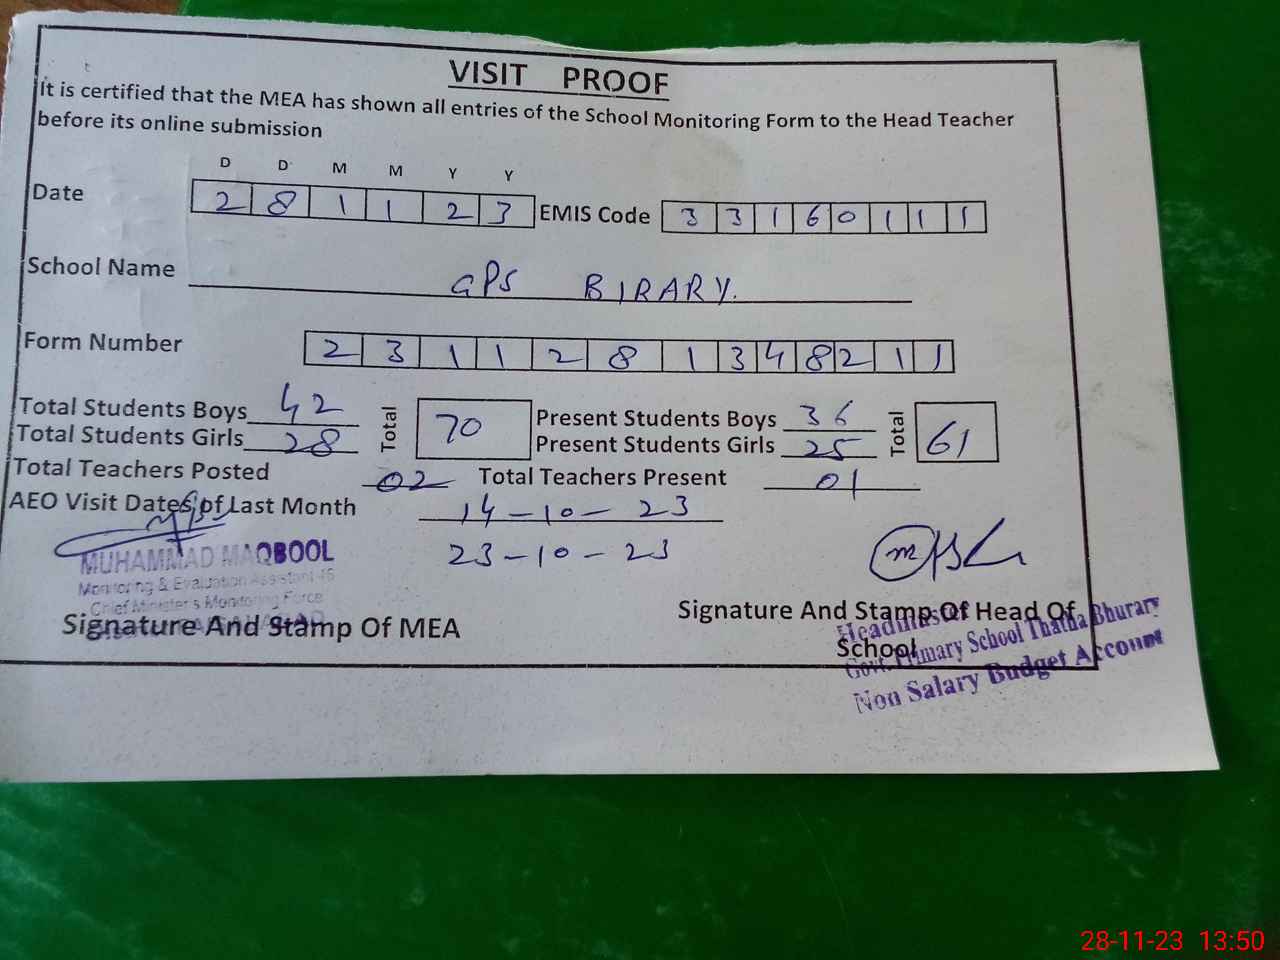 VISIT PROOF
It is certified that the MEA has shown all entries of the School Monitoring Form to the Head Teacher
before its online submission
D D M M Y Y
Date 2 8 1 1 2 3 EMIS Code 3 3 1 6 0 1 1 1
School Name GPS BIRARY.
Form Number 2 3 1 1 2 8 1 3 4 8 2 1 1
Total Students Boys 42 Total 70 Present Students Boys 36 Total 61
Total Students Girls 28 Present Students Girls 25
Total Teachers Posted 02 Total Teachers Present 01
AEO Visit Dates of Last Month 14-10-23
23-10-23
MUHAMMAD MAQBOOL
Monitoring & Evaluation Assistant 46
Chief Minister's Monitoring Force
Signature And Stamp Of MEA
Signature And Stamp Of Head Of
School
Headmaster
Govt. Primary School Thatha Bhurary
Non Salary Budget Account
28-11-23 13:50